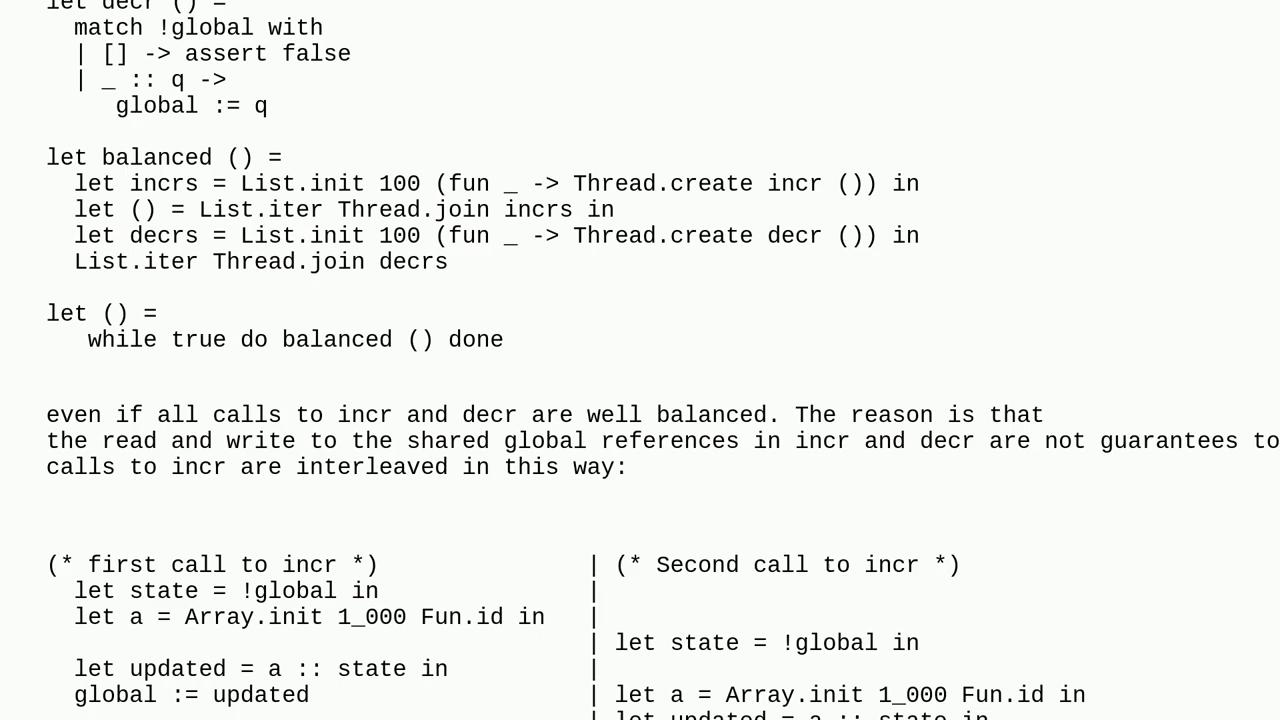 let decr () =
match !global with
| [] -> assert false
| _ :: q ->
global := q
let balanced () =
let incrs = List.init 100 (fun _ -> Thread.create incr ()) in
let () = List.iter Thread.join incrs in
let decrs = List.init 100 (fun _ -> Thread.create decr ()) in
List.iter Thread.join decrs
let () =
while true do balanced () done
even if all calls to incr and decr are well balanced. The reason is that
the read and write to the shared global references in incr and decr are not guarantees to
calls to incr are interleaved in this way:
(* first call to incr *) | (* Second call to incr *)
let state = !global in |
let a = Array.init 1_000 Fun.id in |
| let state = !global in
let updated = a :: state in |
global := updated | let a = Array.init 1_000 Fun.id in
| let updated = a :: state in